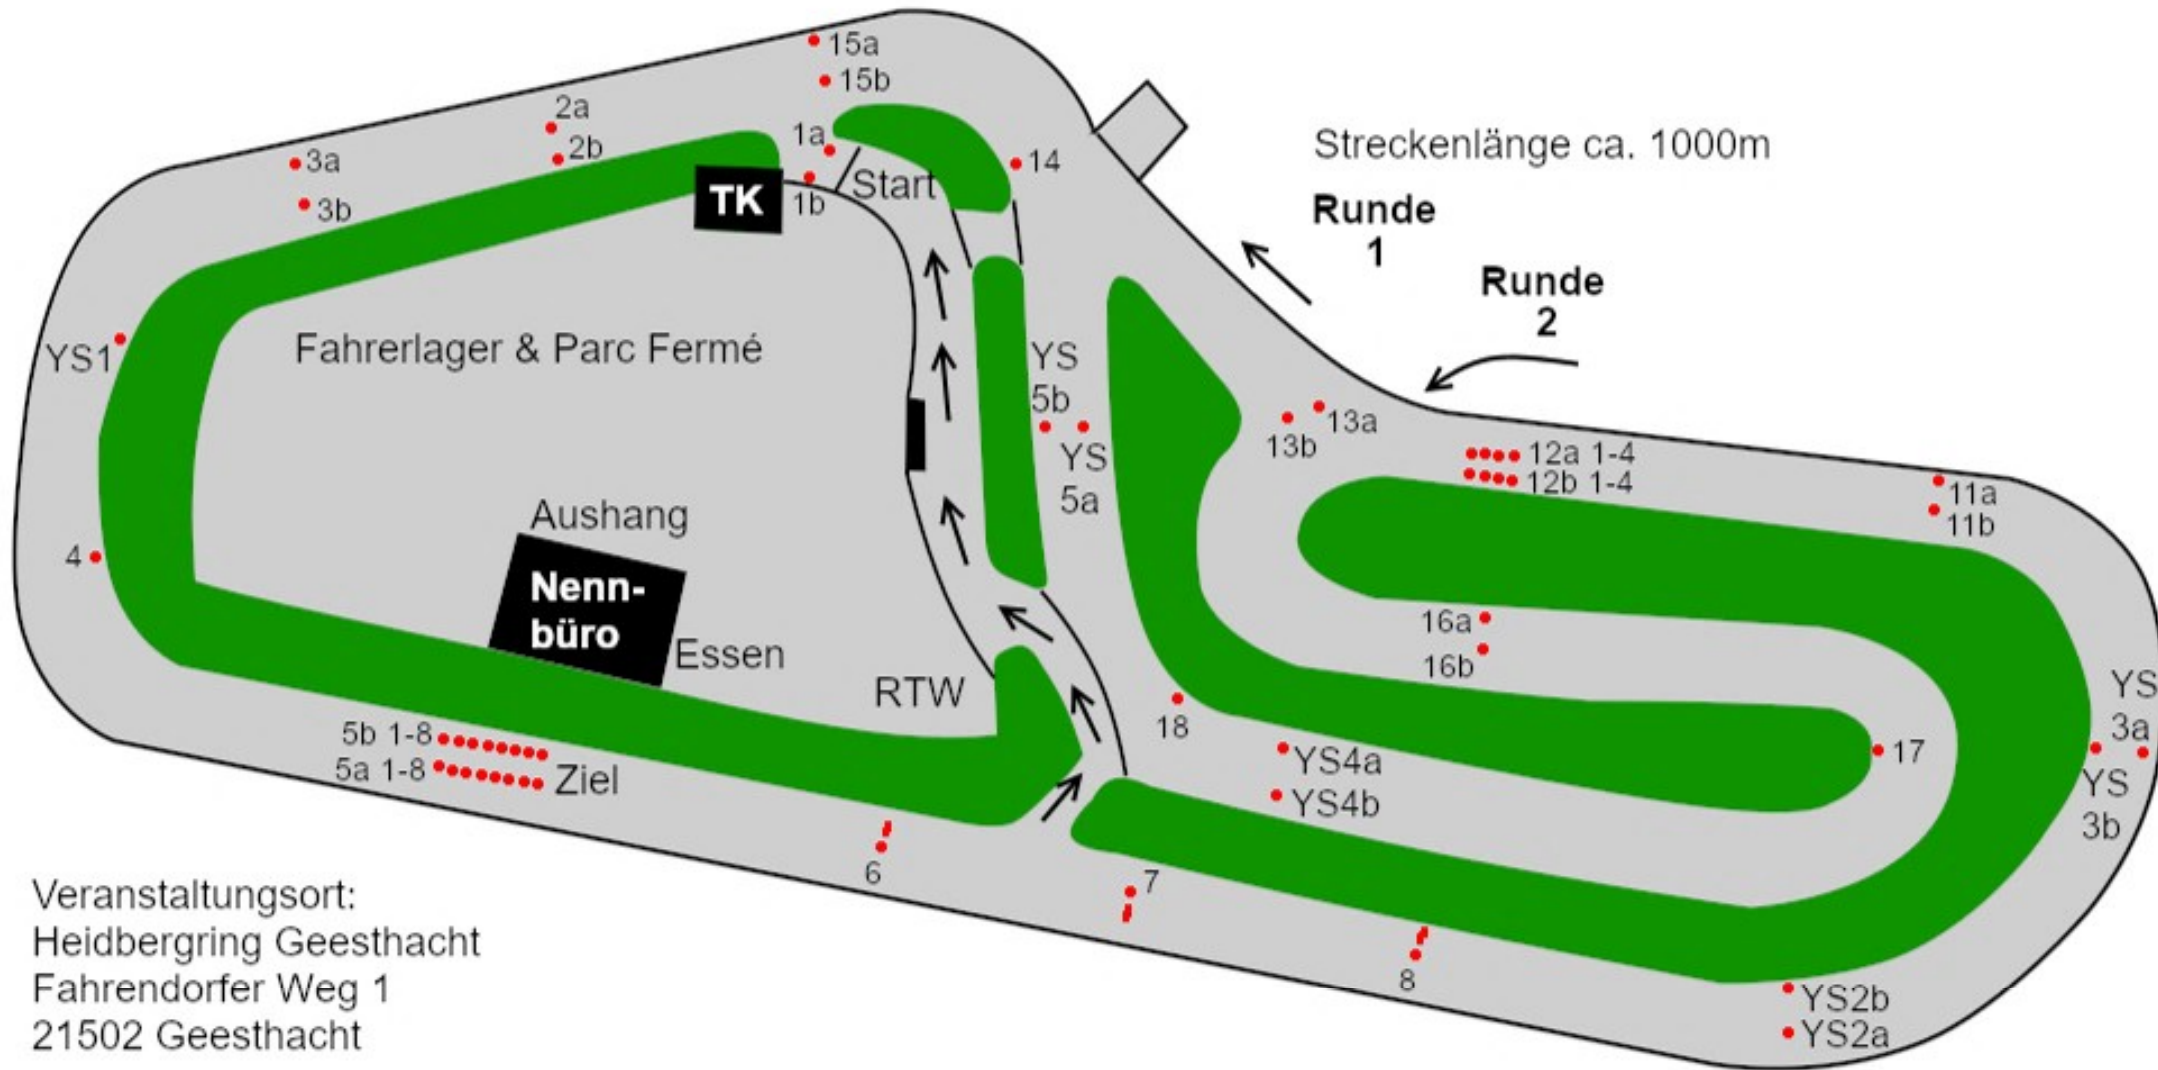 15a
15b
2a
2b
1a
3a
3b
TK
1b
Start
14
Streckenlänge ca. 1000m
Runde
1
Runde
2
YS1
Fahrerlager & Parc Fermé
YS
5b
YS
5a
13a
13b
12a 1-4
12b 1-4
11a
11b
Aushang
Nenn-
büro
Essen
4
RTW
16a
16b
18
YS4a
YS4b
17
YS
3a
YS
3b
5b 1-8
5a 1-8
Ziel
6
7
8
YS2b
YS2a
Veranstaltungsort:
Heidbergring Geesthacht
Fahrendorfer Weg 1
21502 Geesthacht